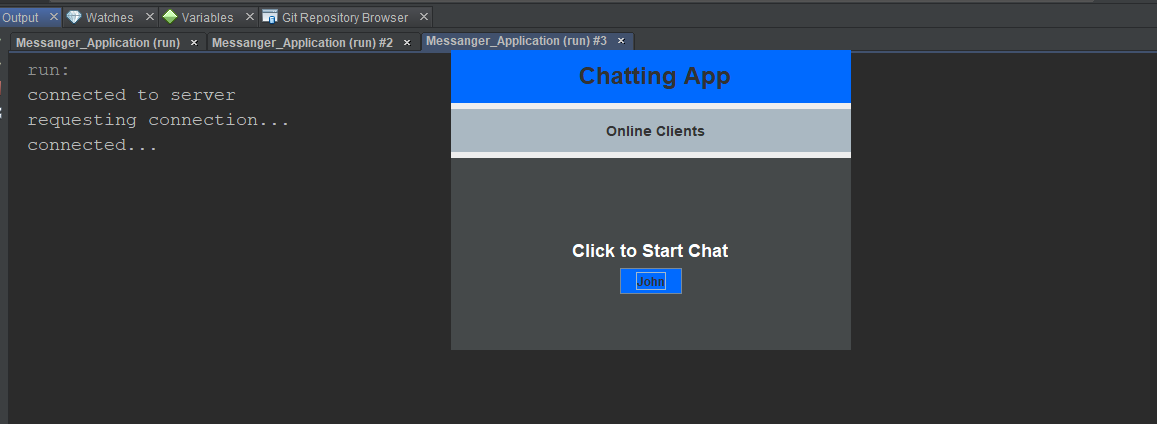 Output Watches Variables Git Repository Browser
Messanger_Application (run) Messanger_Application (run) #2 Messanger_Application (run) #3
run:
connected to server
requesting connection...
connected...
Chatting App
Online Clients
Click to Start Chat
John